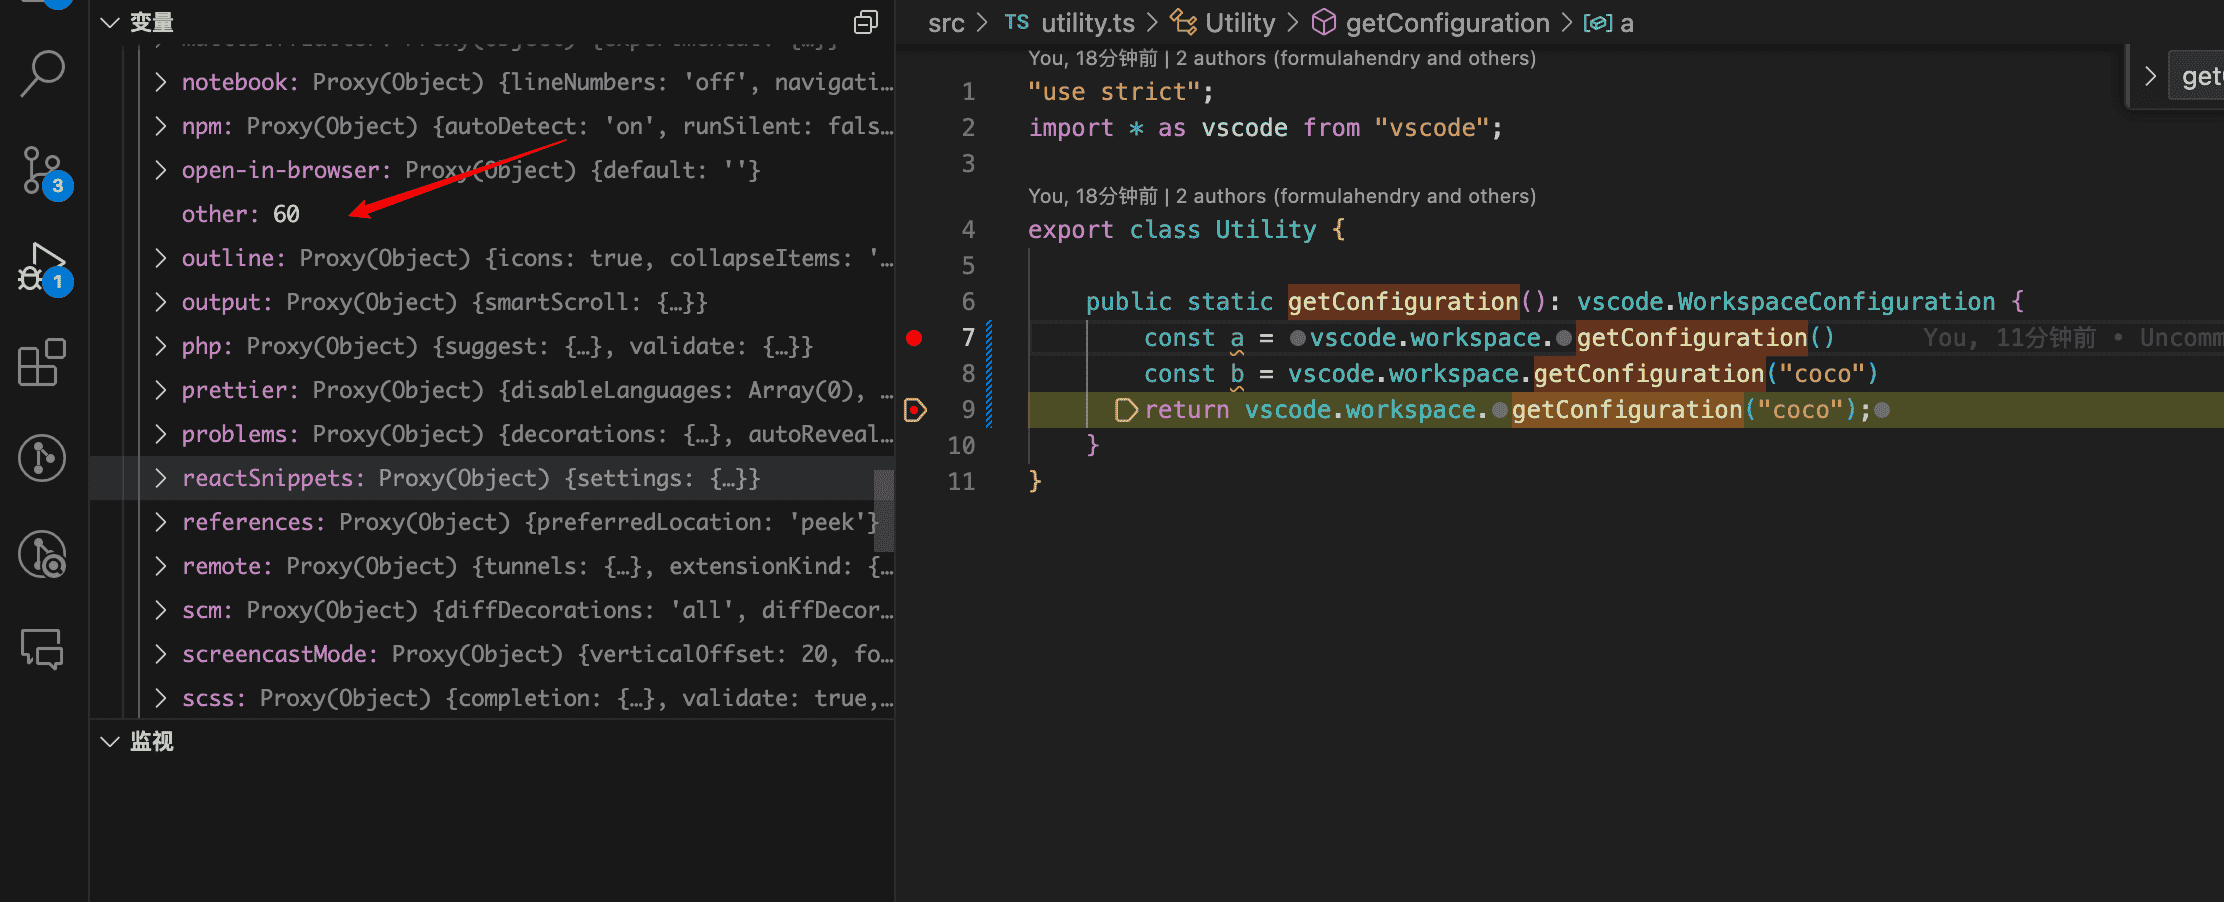 变量
notebook: Proxy(Object) {lineNumbers: 'off', navigati…
npm: Proxy(Object) {autoDetect: 'on', runSilent: fals…
open-in-browser: Proxy(Object) {default: ''}
other: 60
outline: Proxy(Object) {icons: true, collapseItems: '…
output: Proxy(Object) {smartScroll: {…}}
php: Proxy(Object) {suggest: {…}, validate: {…}}
prettier: Proxy(Object) {disableLanguages: Array(0), …
problems: Proxy(Object) {decorations: {…}, autoReveal…
reactSnippets: Proxy(Object) {settings: {…}}
references: Proxy(Object) {preferredLocation: 'peek'}
remote: Proxy(Object) {tunnels: {…}, extensionKind: {…
scm: Proxy(Object) {diffDecorations: 'all', diffDecor…
screencastMode: Proxy(Object) {verticalOffset: 20, fo…
scss: Proxy(Object) {completion: {…}, validate: true,…
监视
3
1
src > TS utility.ts > Utility > getConfiguration > a
You, 18分钟前 | 2 authors (formulahendry and others)
1 "use strict";
2 import * as vscode from "vscode";
3
You, 18分钟前 | 2 authors (formulahendry and others)
4 export class Utility {
5
6 public static getConfiguration(): vscode.WorkspaceConfiguration {
7 const a = vscode.workspace.getConfiguration() You, 11分钟前 • Uncomm
8 const b = vscode.workspace.getConfiguration("coco")
9 return vscode.workspace.getConfiguration("coco");
10 }
11 }